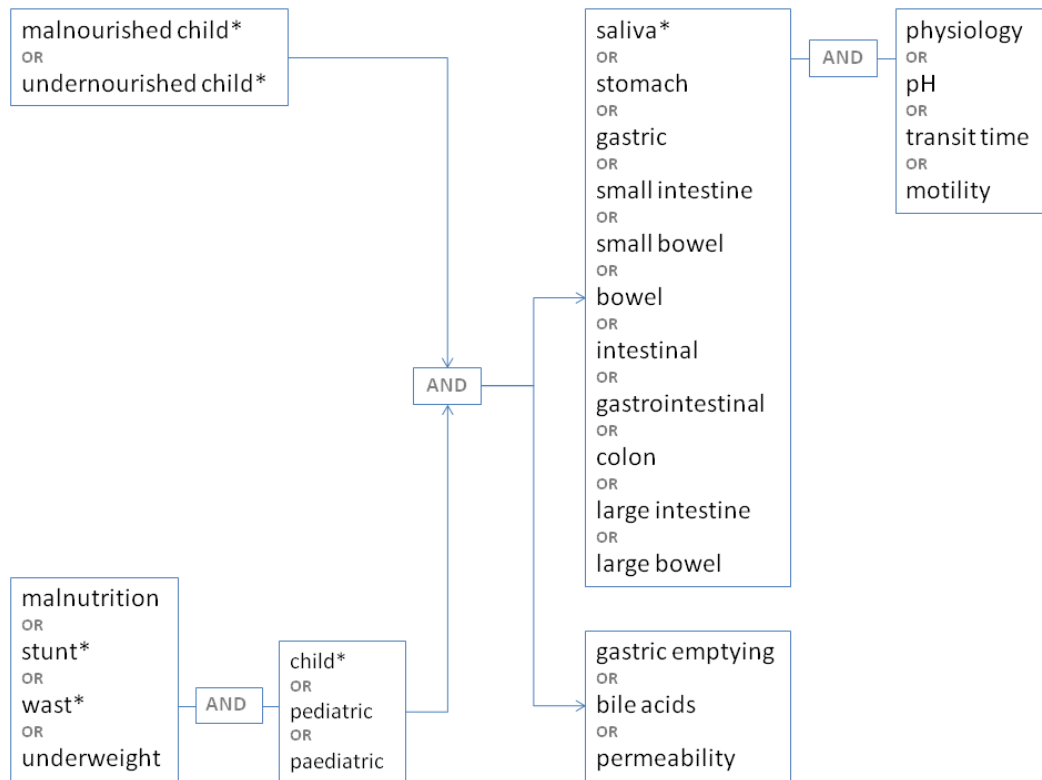 malnourished child*
OR
undernourished child*
saliva*
OR
stomach
OR
gastric
OR
small intestine
OR
small bowel
OR
bowel
OR
intestinal
OR
gastrointestinal
OR
colon
OR
large intestine
OR
large bowel
AND
physiology
OR
pH
OR
transit time
OR
motility
AND
malnutrition
OR
stunt*
OR
wast*
OR
underweight
AND
child*
OR
pediatric
OR
paediatric
gastric emptying
OR
bile acids
OR
permeability